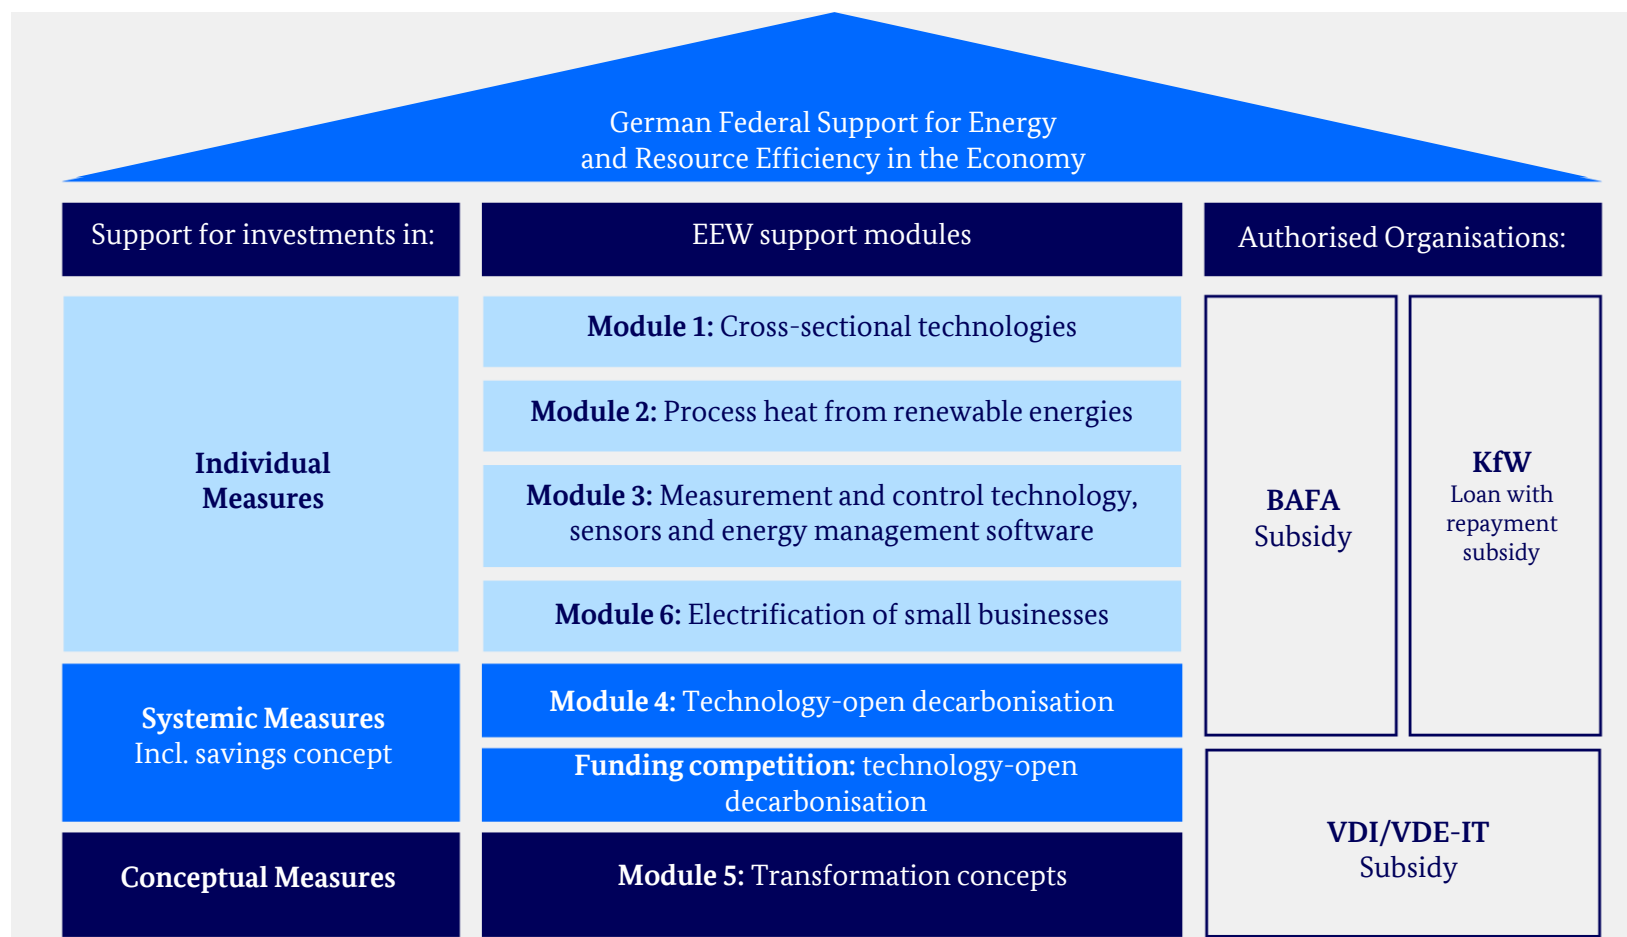 German Federal Support for Energy
and Resource Efficiency in the Economy
Support for investments in:
EEW support modules
Authorised Organisations:
Individual
Measures
Module 1: Cross-sectional technologies
Module 2: Process heat from renewable energies
Module 3: Measurement and control technology,
sensors and energy management software
Module 6: Electrification of small businesses
BAFA
Subsidy
KfW
Loan with
repayment
subsidy
Systemic Measures
Incl. savings concept
Module 4: Technology-open decarbonisation
Funding competition: technology-open
decarbonisation
VDI/VDE-IT
Subsidy
Conceptual Measures
Module 5: Transformation concepts